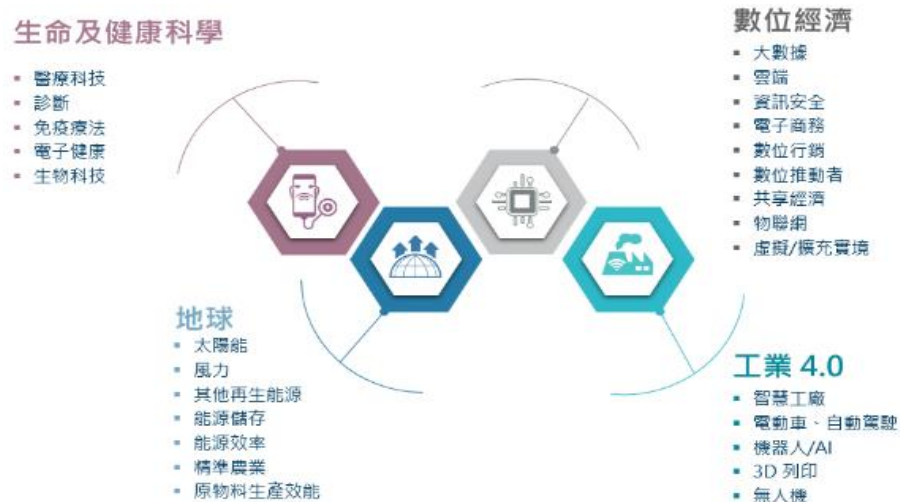 生命及健康科學
醫療科技
診斷
免疫療法
電子健康
生物科技
數位經濟
大數據
雲端
資訊安全
電子商務
數位行銷
數位推動者
共享經濟
物聯網
虛擬/擴充實境
地球
太陽能
風力
其他再生能源
能源儲存
能源效率
精準農業
原物料生產效能
工業 4.0
智慧工廠
電動車、自動駕駛
機器人/AI
3D 列印
無人機